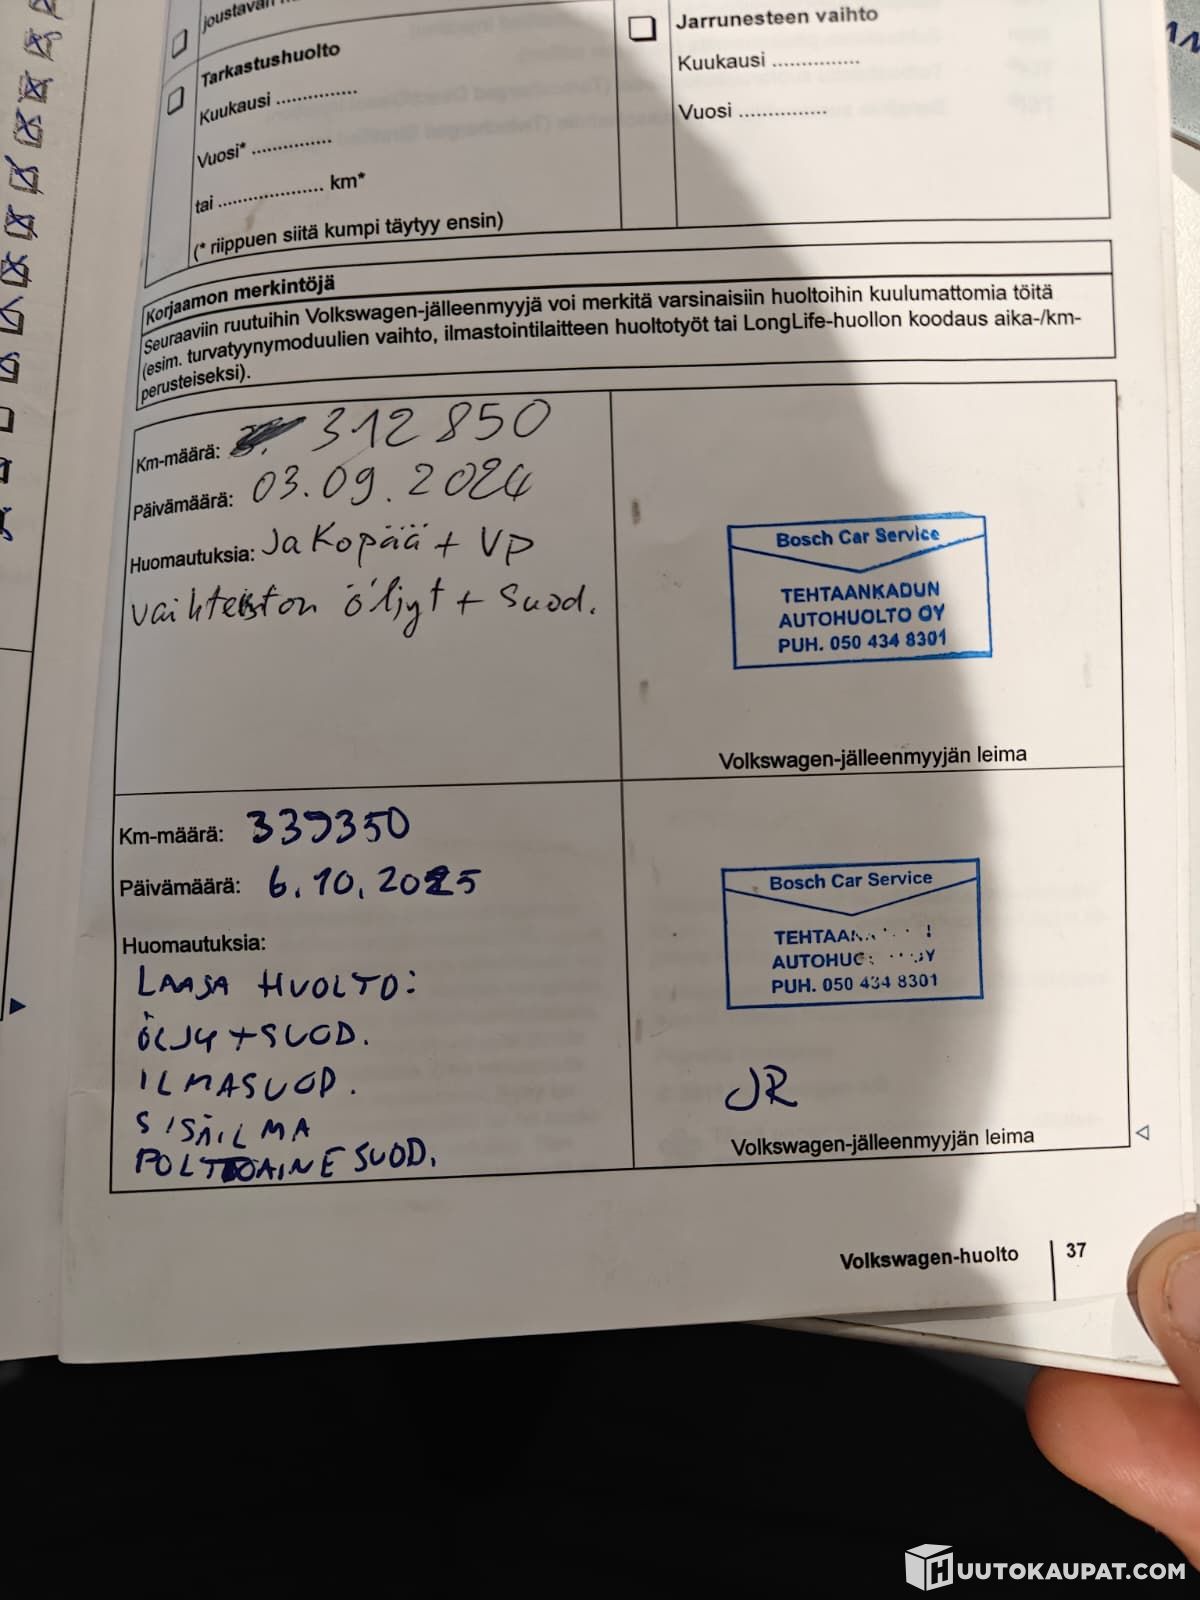 joustavan
Tarkastushuolto
Kuukausi ...............
Vuosi* ...............
tai .................... km*
(* riippuen siitä kumpi täytyy ensin)
Jarrunesteen vaihto
Kuukausi ...............
Vuosi ...............
Korjaamon merkintöjä
Seuraaviin ruutuihin Volkswagen-jälleenmyyjä voi merkitä varsinaisiin huoltoihin kuulumattomia töitä
(esim. turvatyynymoduulien vaihto, ilmastointilaitteen huoltotyöt tai LongLife-huollon koodaus aika-/km-
perusteiseksi).
Km-määrä: 312 850
Päivämäärä: 03.09.2024
Huomautuksia: Jakopää + VP
vaihteiston öljyt + Suod.
Bosch Car Service
TEHTAANKADUN
AUTOHUOLTO OY
PUH. 050 434 8301
Volkswagen-jälleenmyyjän leima
Km-määrä: 339350
Päivämäärä: 6.10.2025
Huomautuksia:
LAAJA HUOLTO:
ÖLJY + SUOD.
ILMASUOD.
SISÄILMA
POLTTOAINESUOD.
Bosch Car Service
PUH. 050 434 8301
JR
Volkswagen-jälleenmyyjän leima
Volkswagen-huolto 37
HUUTOKAUPAT.COM